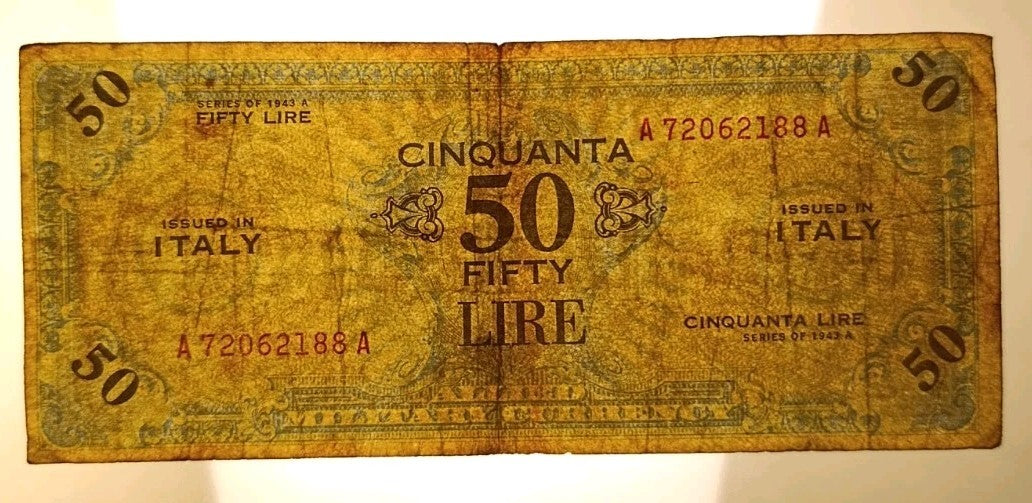 50
50
SERIES OF 1943 A
FIFTY LIRE
A 72062188 A
CINQUANTA
50
FIFTY
LIRE
ISSUED IN
ITALY
ISSUED IN
ITALY
A 72062188 A
CINQUANTA LIRE
SERIES OF 1943 A
50
50